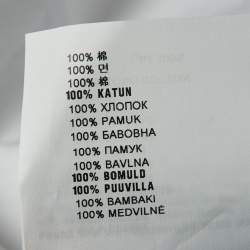 100% 棉
100% 면
100% 棉
100% KATUN
100% ХЛОПОК
100% PAMUK
100% БАВОВНА
100% ПАМУК
100% BAVLNA
100% BOMULD
100% PUUVILLA
100% BAMBAKI
100% MEDVILNĖ